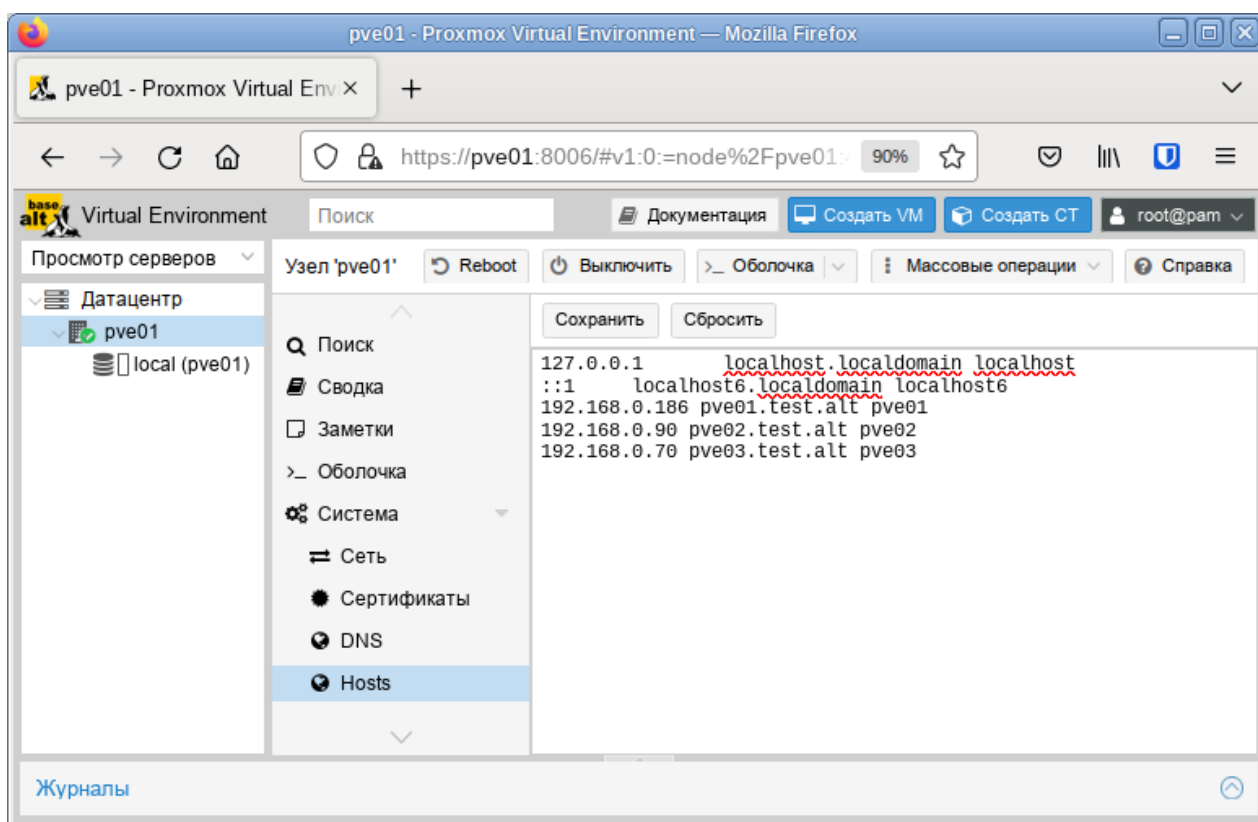 pve01 - Proxmox Virtual Environment — Mozilla Firefox
pve01 - Proxmox Virtual Envi
https://pve01:8006/#v1:0:=node%2Fpve01: 90%
base alt Virtual Environment Поиск Документация Создать VM Создать CT root@pam
Просмотр серверов
Узел 'pve01' Reboot Выключить Оболочка Массовые операции Справка
Датацентр
pve01
local (pve01)
Поиск
Сводка
Заметки
>_ Оболочка
Система
Сеть
Сертификаты
DNS
Hosts
Сохранить Сбросить
127.0.0.1 localhost.localdomain localhost
::1 localhost6.localdomain localhost6
192.168.0.186 pve01.test.alt pve01
192.168.0.90 pve02.test.alt pve02
192.168.0.70 pve03.test.alt pve03
Журналы